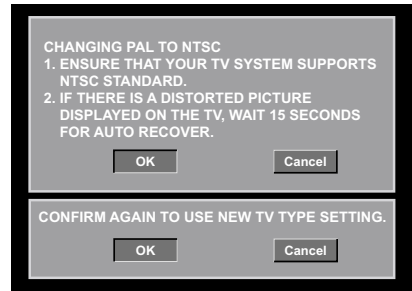 CHANGING PAL TO NTSC
1. ENSURE THAT YOUR TV SYSTEM SUPPORTS
NTSC STANDARD.
2. IF THERE IS A DISTORTED PICTURE
DISPLAYED ON THE TV, WAIT 15 SECONDS
FOR AUTO RECOVER.
OK Cancel
CONFIRM AGAIN TO USE NEW TV TYPE SETTING.
OK Cancel